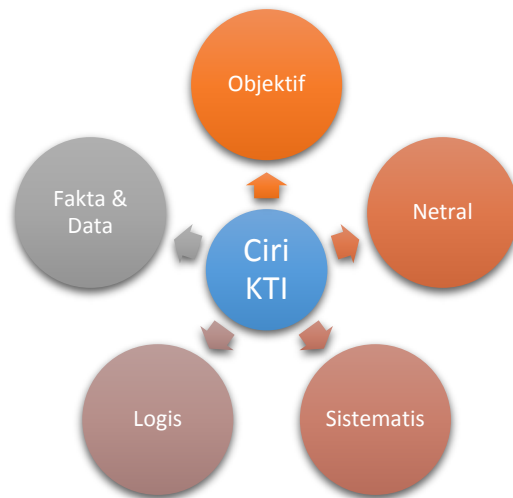 Objektif
Netral
Sistematis
Logis
Fakta &
Data
Ciri
KTI